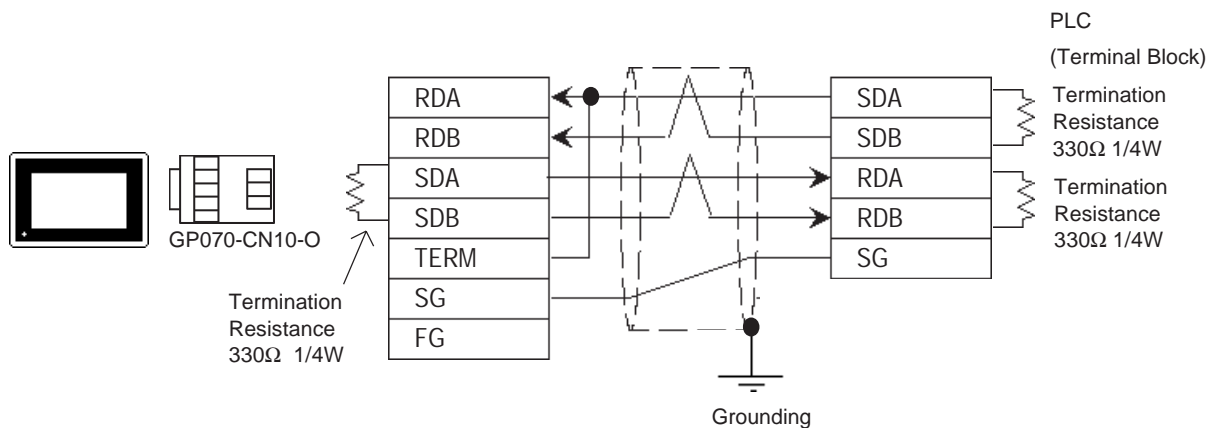 PLC
(Terminal Block)
RDA
RDB
SDA
SDB
TERM
SG
FG
SDA
SDB
RDA
RDB
SG
Termination
Resistance
330Ω 1/4W
Termination
Resistance
330Ω 1/4W
GP070-CN10-O
Termination
Resistance
330Ω 1/4W
Grounding